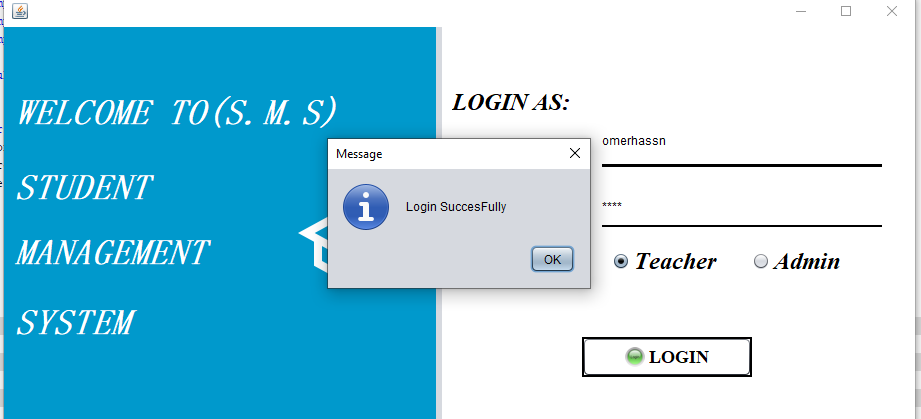 WELCOME TO(S.M.S)
STUDENT
MANAGEMENT
SYSTEM
LOGIN AS:
omerhassn
****
Teacher
Admin
LOGIN
Message
Login SuccesFully
OK